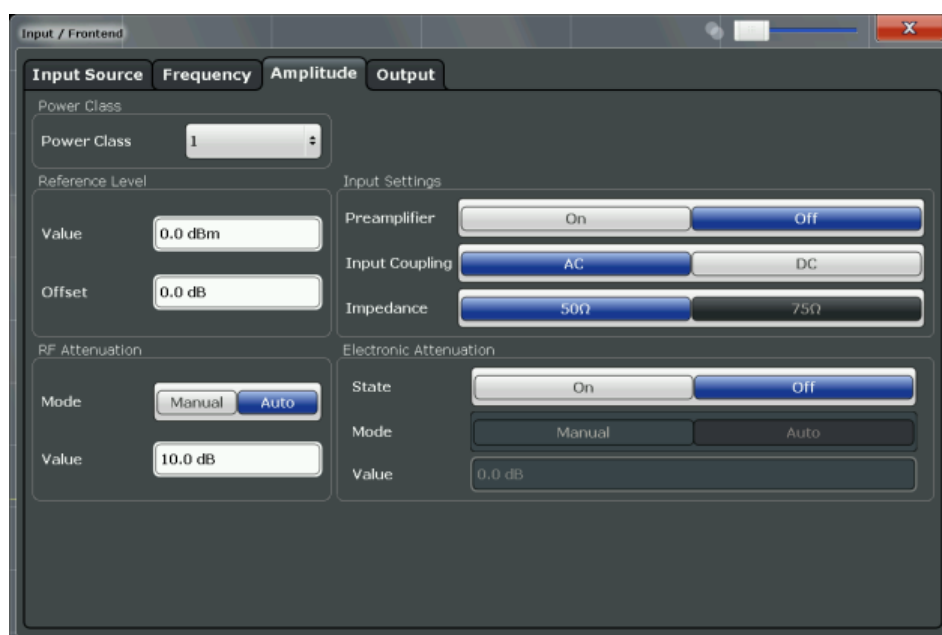 Input / Frontend
X
Input Source Frequency Amplitude Output
Power Class
Power Class 1
Reference Level
Value 0.0 dBm
Offset 0.0 dB
Input Settings
Preamplifier On Off
Input Coupling AC DC
Impedance 50Ω 75Ω
RF Attenuation
Mode Manual Auto
Value 10.0 dB
Electronic Attenuation
State On Off
Mode Manual Auto
Value 0.0 dB